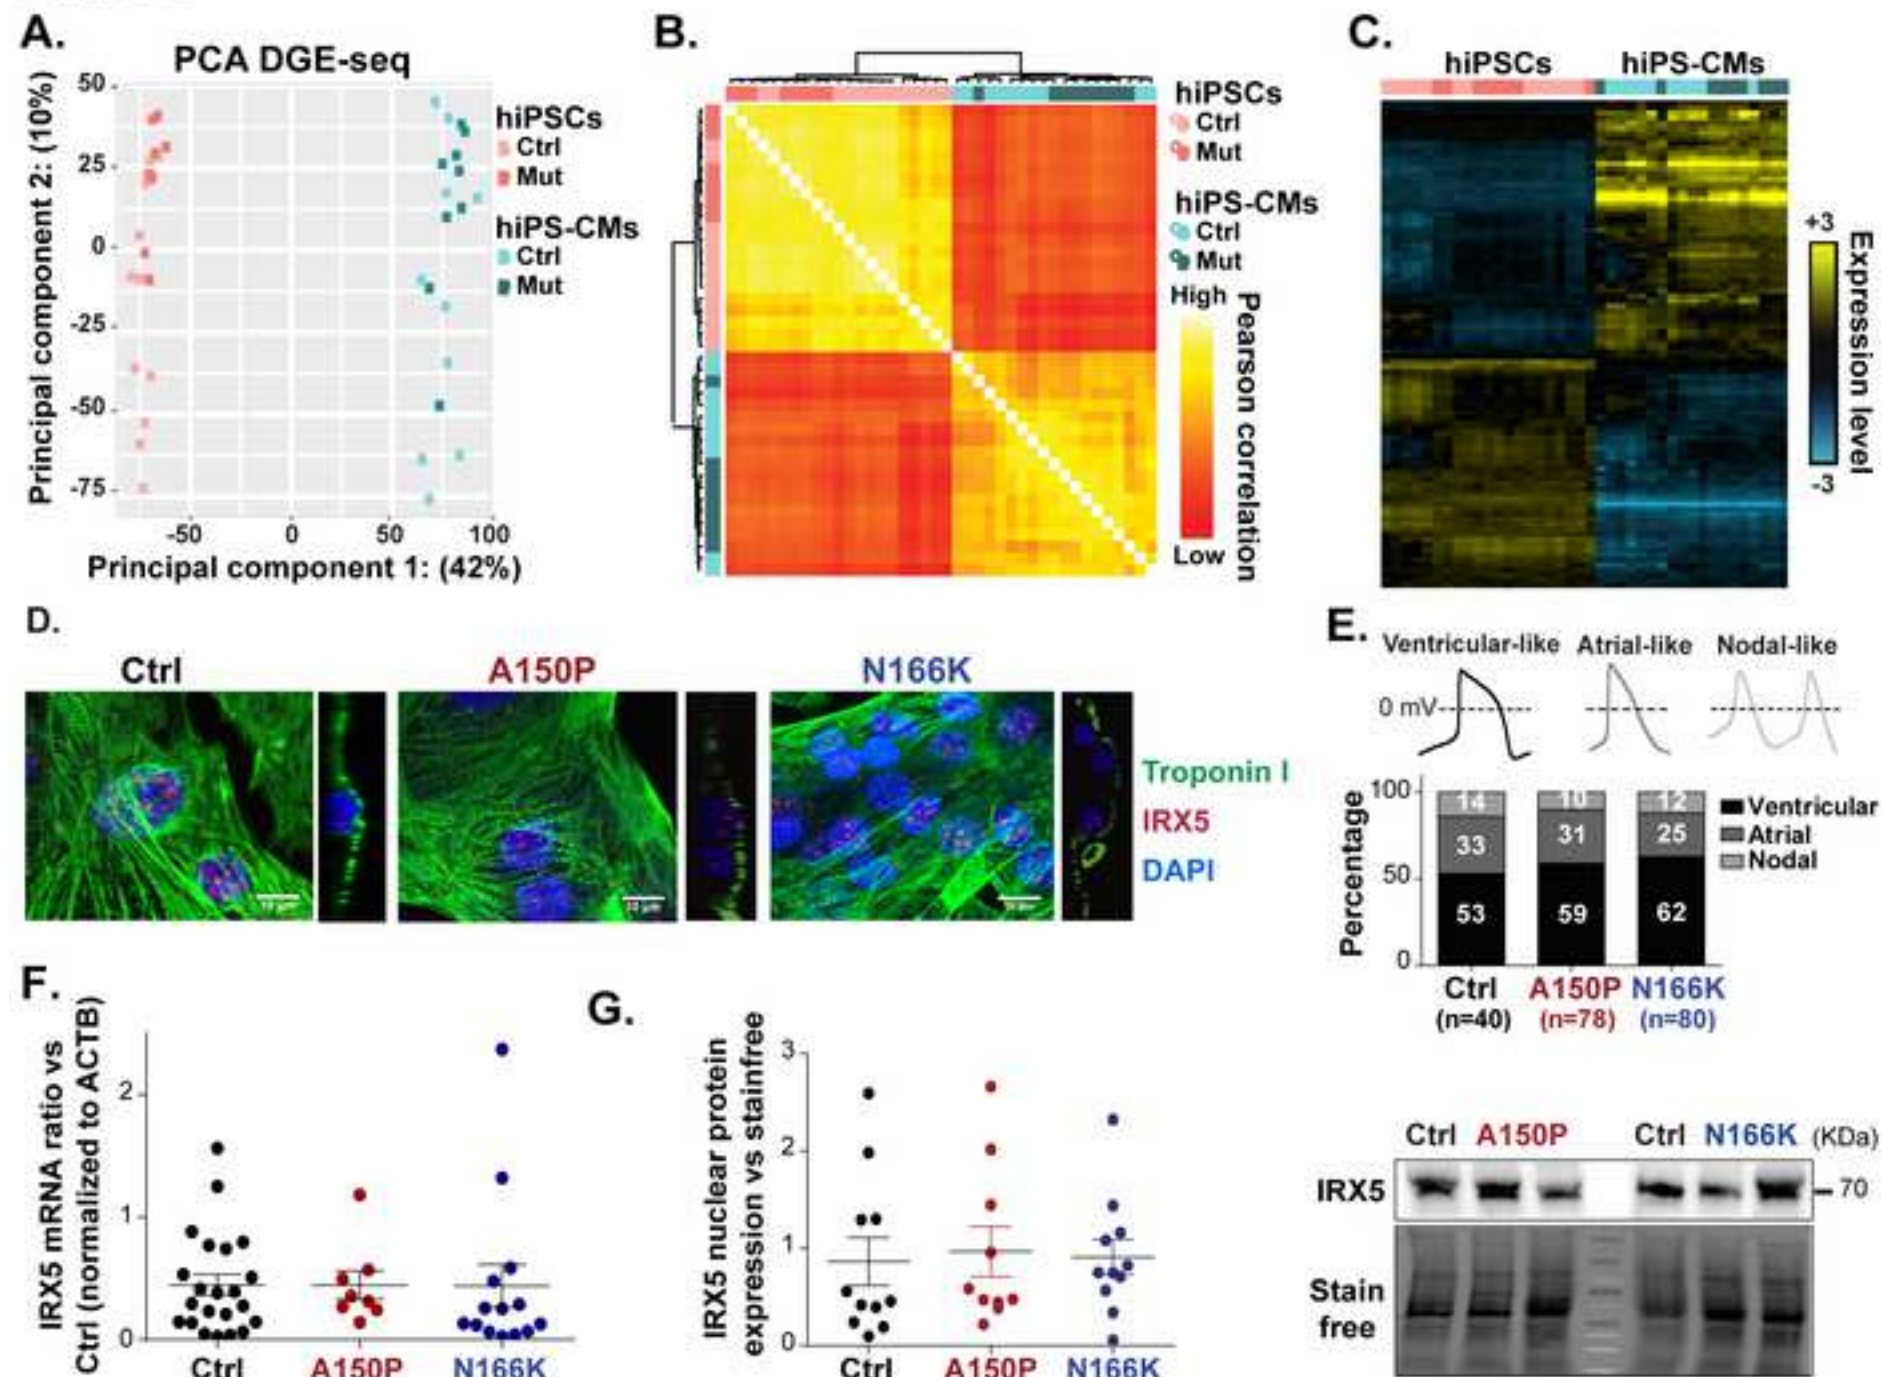 A.
PCA DGE-seq
Principal component 2: (10%)
50
25
0
-25
-50
-75
-50
0
50
100
Principal component 1: (42%)
hiPSCs
Ctrl
Mut
hiPS-CMs
Ctrl
Mut
B.
hiPSCs
Ctrl
Mut
hiPS-CMs
Ctrl
Mut
High
Low
Pearson correlation
C.
hiPSCs
hiPS-CMs
+3
-3
Expression level
D.
Ctrl
A150P
N166K
10 µm
10 µm
Troponin I
IRX5
DAPI
E.
Ventricular-like
Atrial-like
Nodal-like
0 mV
Percentage
100
50
0
14
33
53
10
31
59
12
25
62
Ventricular
Atrial
Nodal
Ctrl
(n=40)
A150P
(n=78)
N166K
(n=80)
F.
IRX5 mRNA ratio vs
Ctrl (normalized to ACTB)
2
1
0
Ctrl
A150P
N166K
G.
IRX5 nuclear protein
expression vs stainfree
3
2
1
0
Ctrl
A150P
N166K
Ctrl A150P
Ctrl N166K (KDa)
IRX5
70
Stain
free